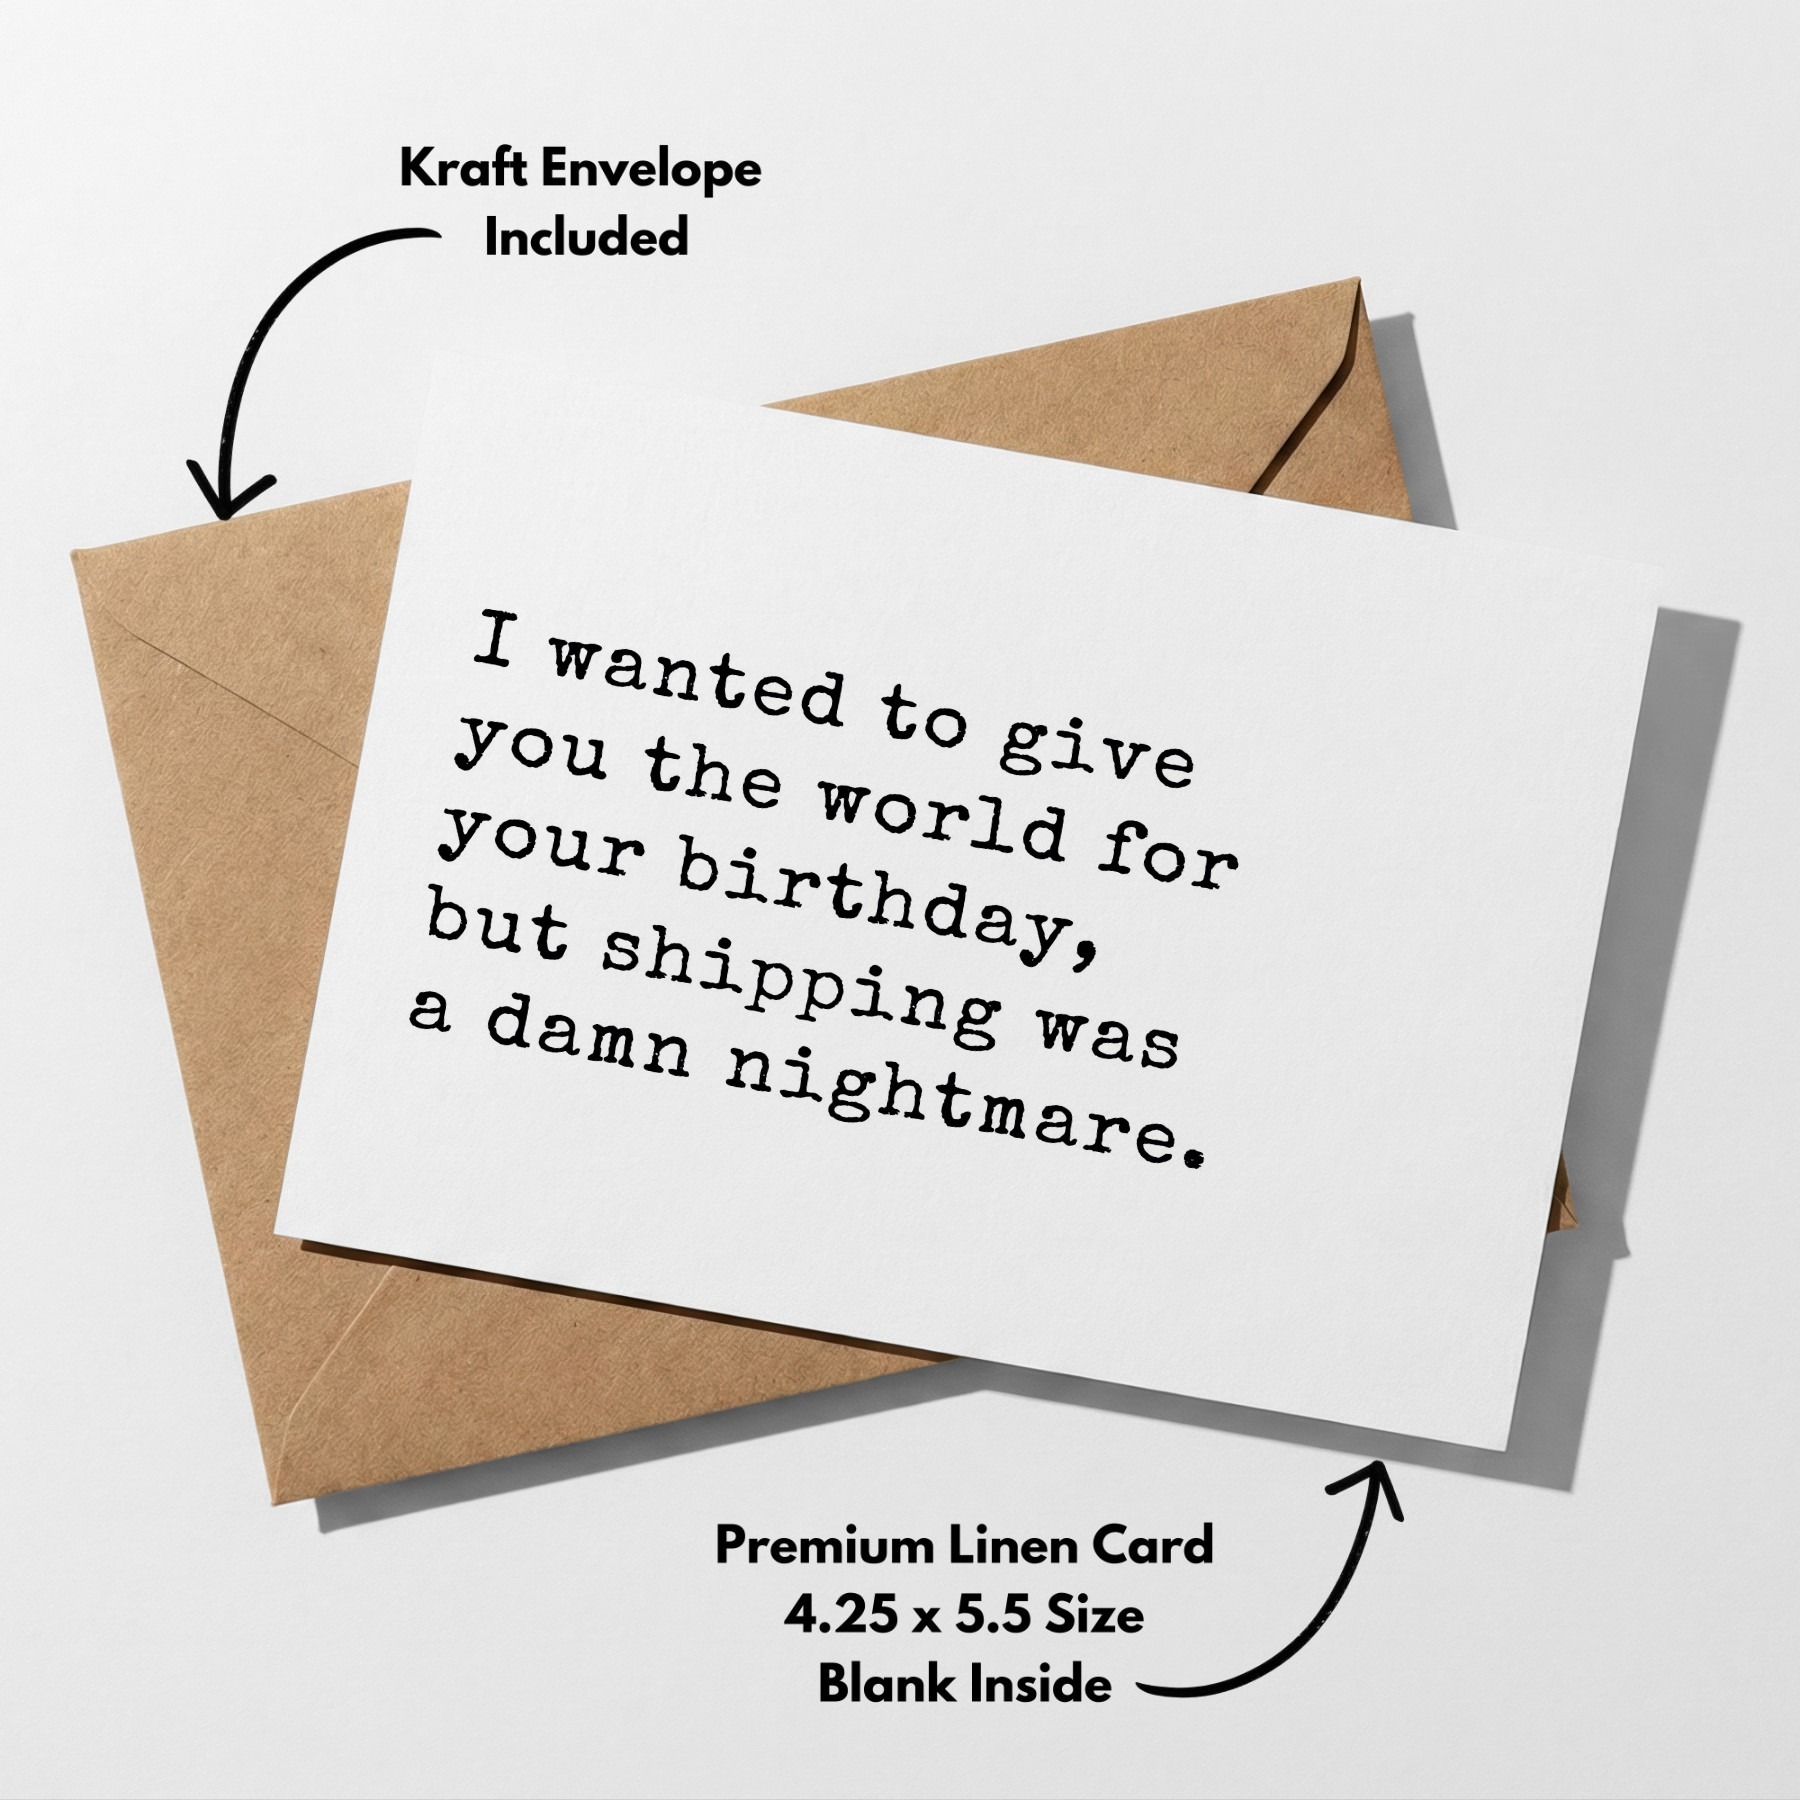 Kraft Envelope
Included
I wanted to give
you the world for
your birthday,
but shipping was
a damn nightmare.
Premium Linen Card
4.25 x 5.5 Size
Blank Inside